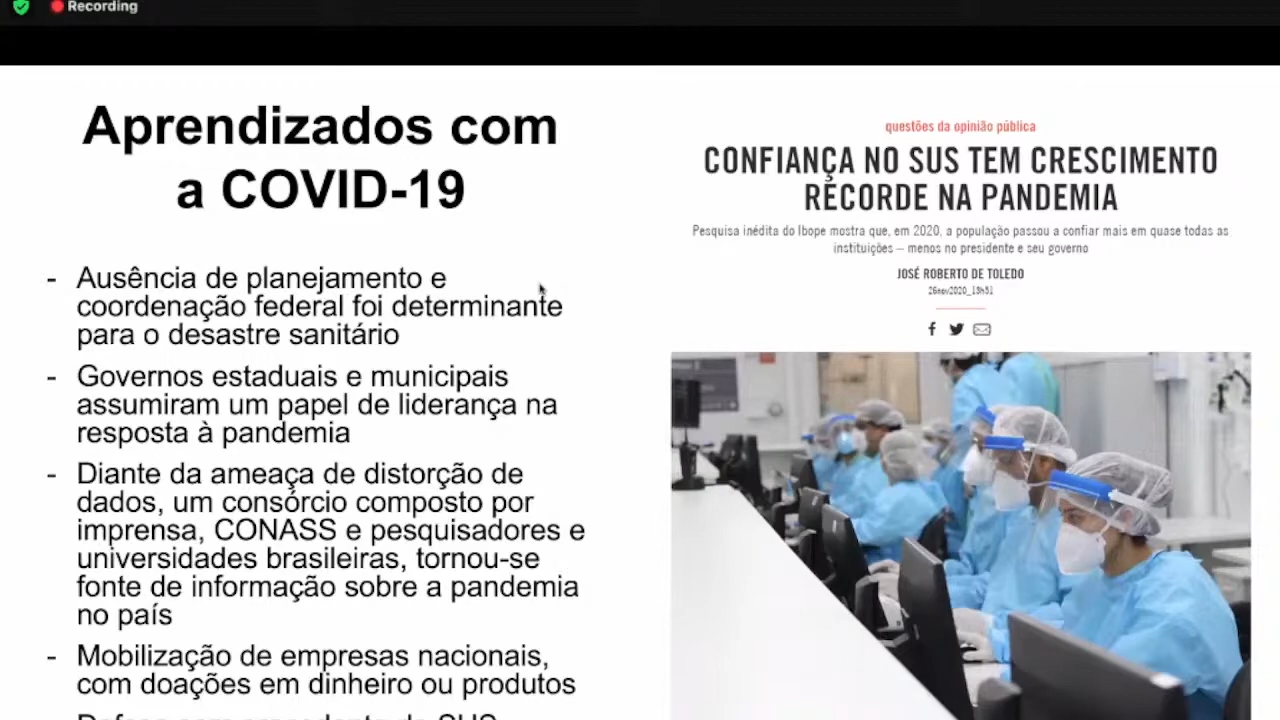 Recording
Aprendizados com
a COVID-19
- Ausência de planejamento e
coordenação federal foi determinante
para o desastre sanitário
- Governos estaduais e municipais
assumiram um papel de liderança na
resposta à pandemia
- Diante da ameaça de distorção de
dados, um consórcio composto por
imprensa, CONASS e pesquisadores e
universidades brasileiras, tornou-se
fonte de informação sobre a pandemia
no país
- Mobilização de empresas nacionais,
com doações em dinheiro ou produtos
questões da opinião pública
CONFIANÇA NO SUS TEM CRESCIMENTO
RECORDE NA PANDEMIA
Pesquisa inédita do Ibope mostra que, em 2020, a população passou a confiar mais em quase todas as
instituições – menos no presidente e seu governo
JOSÉ ROBERTO DE TOLEDO
26nov2020_13h51